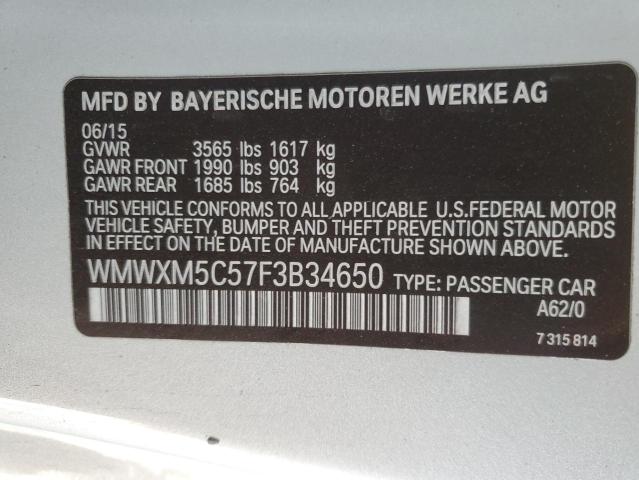 MFD BY BAYERISCHE MOTOREN WERKE AG
06/15
GVWR 3565 lbs 1617 kg
GAWR FRONT 1990 lbs 903 kg
GAWR REAR 1685 lbs 764 kg
THIS VEHICLE CONFORMS TO ALL APPLICABLE U.S.FEDERAL MOTOR
VEHICLE SAFETY, BUMPER AND THEFT PREVENTION STANDARDS
IN EFFECT ON THE DATE OF MANUFACTURE SHOWN ABOVE.
WMWXM5C57F3B34650 TYPE: PASSENGER CAR
A62/0
7 315 814